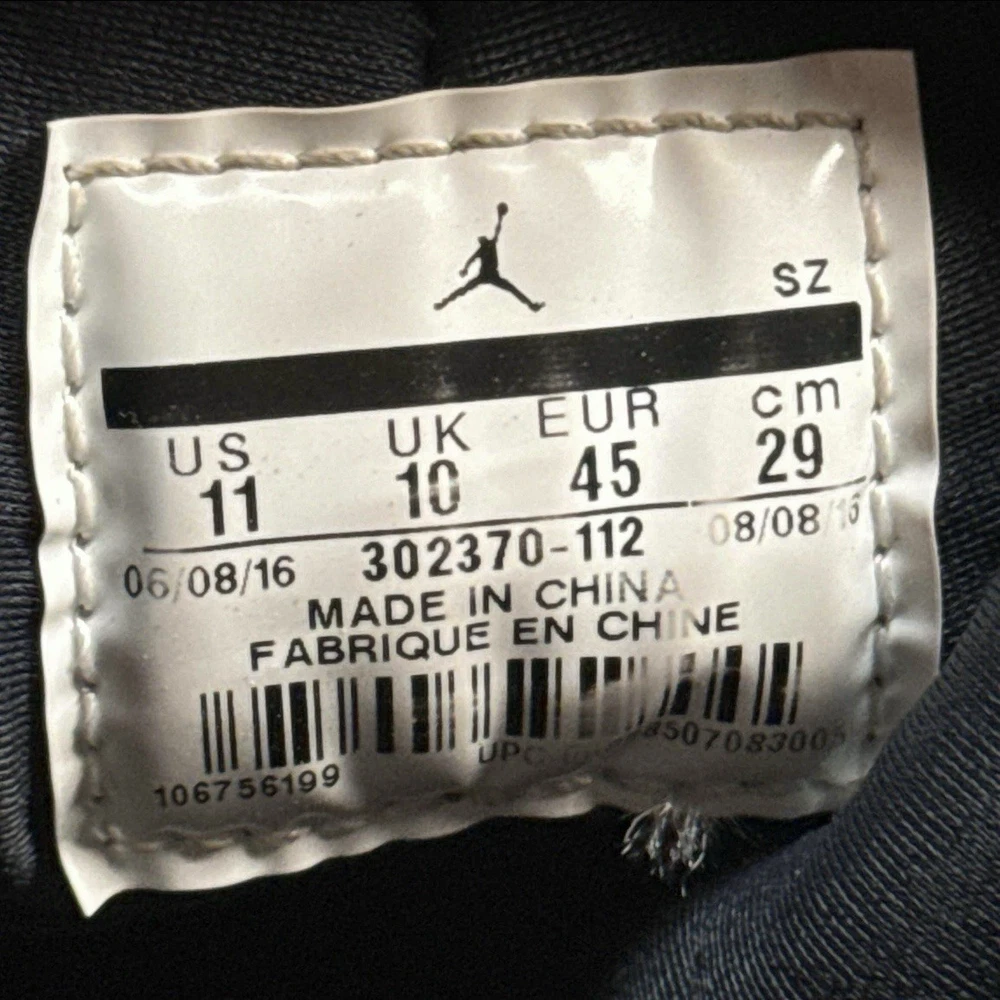 SZ
US UK EUR cm
11 10 45 29
06/08/16 302370-112 08/08/16
MADE IN CHINA
FABRIQUE EN CHINE
UPC
106756199